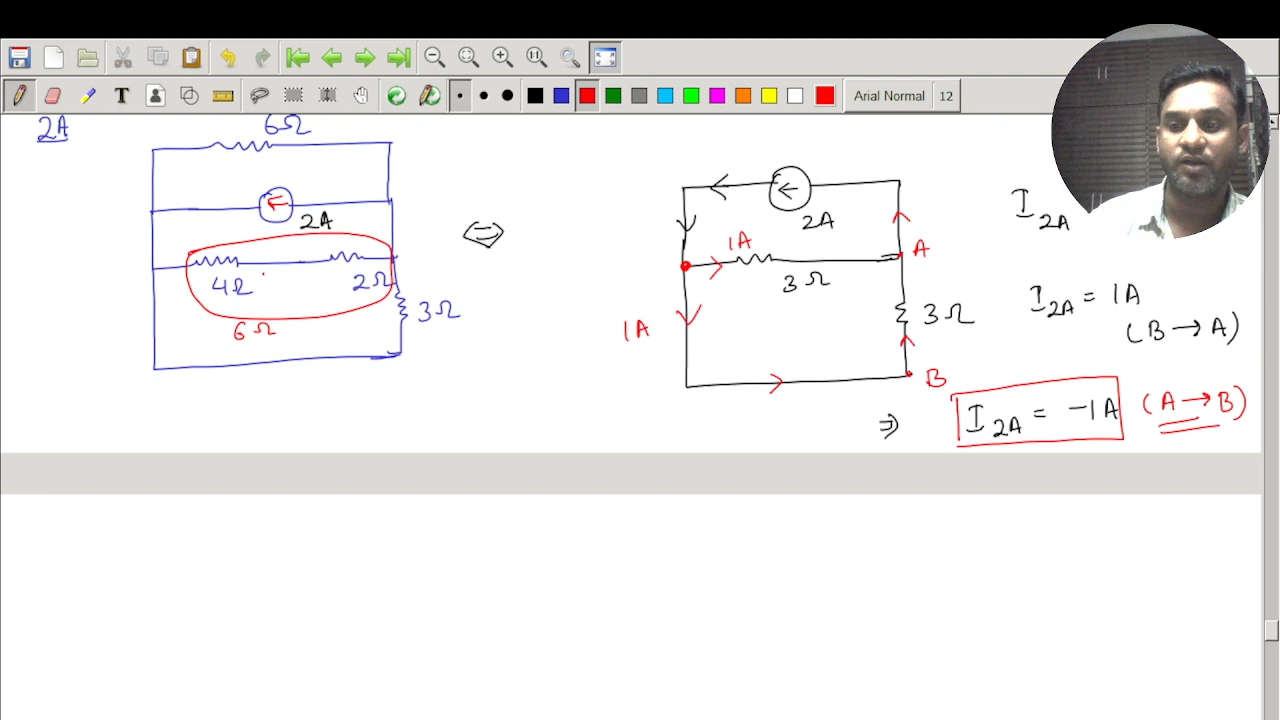 Arial Normal 12
2A
6Ω
2A
4Ω
2Ω
6Ω
3Ω
2A
1A
A
3Ω
1A
3Ω
B
I2A
I2A = 1A
(B → A)
⇒ I2A = -1A (A → B)